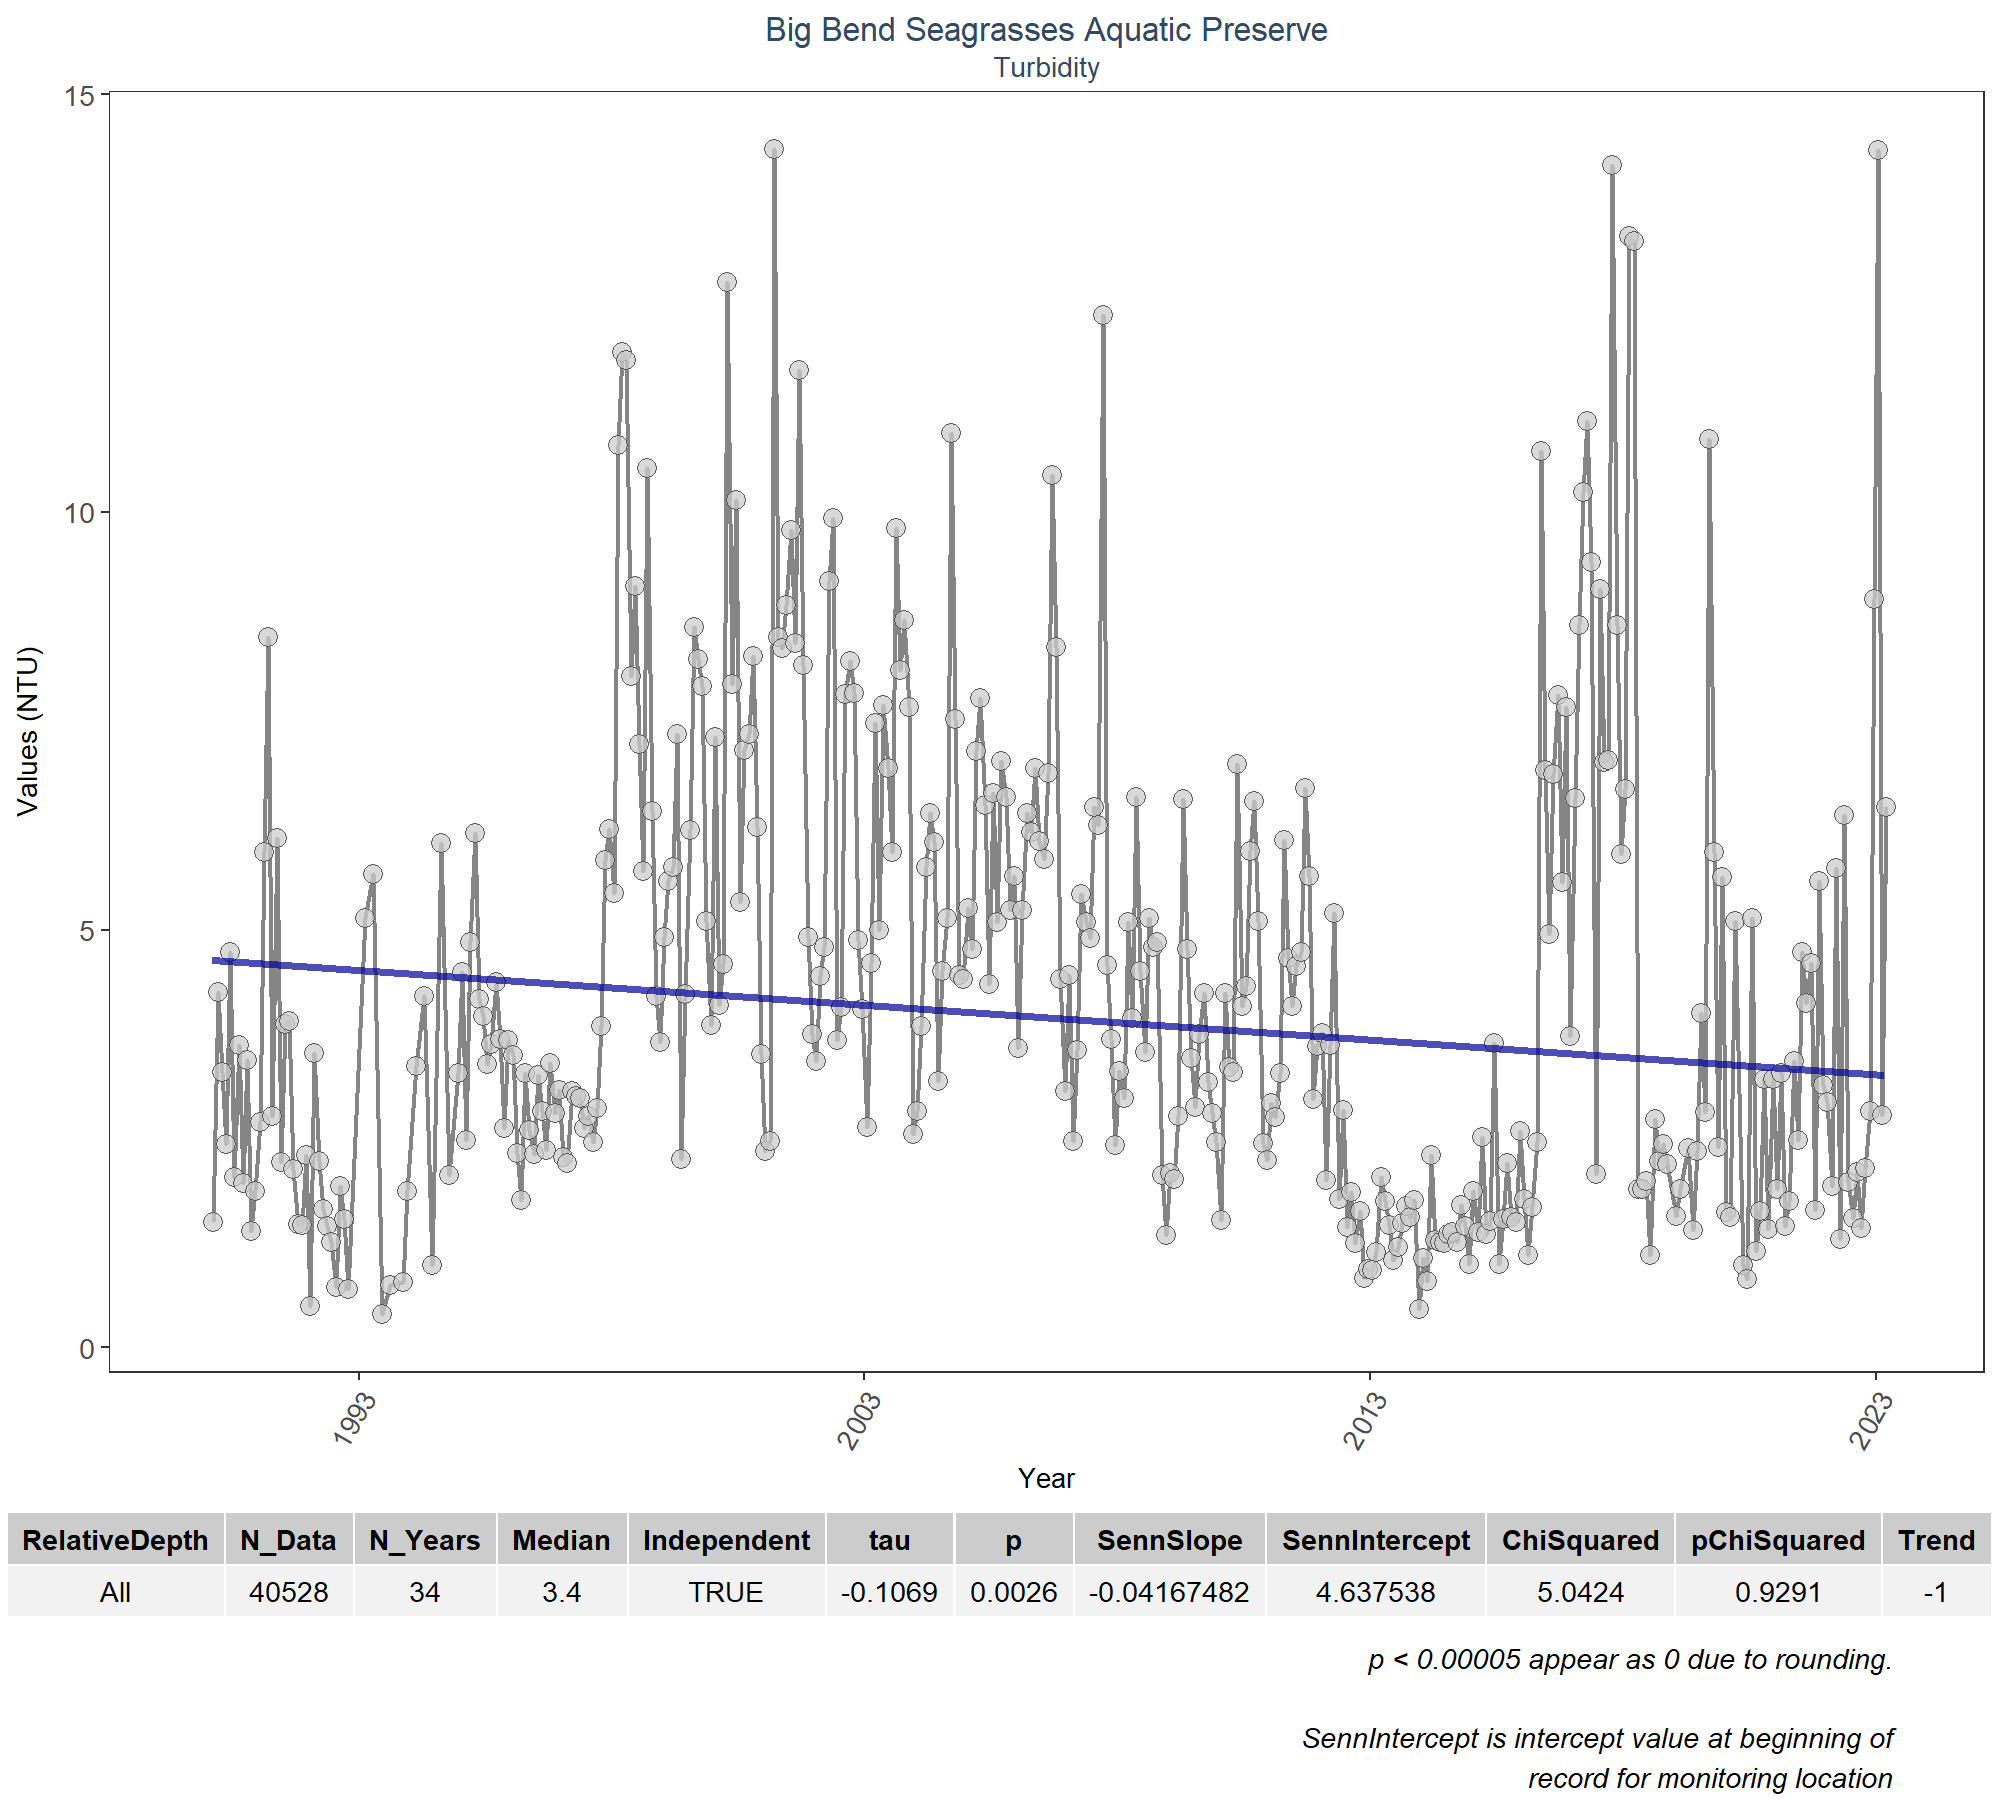 Big Bend Seagrasses Aquatic Preserve
Turbidity
15
10
5
0
Values (NTU)
1993
2003
2013
2023
Year
RelativeDepth N_Data N_Years Median Independent tau p SennSlope SennIntercept ChiSquared pChiSquared Trend
All 40528 34 3.4 TRUE -0.1069 0.0026 -0.04167482 4.637538 5.0424 0.9291 -1
p < 0.00005 appear as 0 due to rounding.
SennIntercept is intercept value at beginning of
record for monitoring location